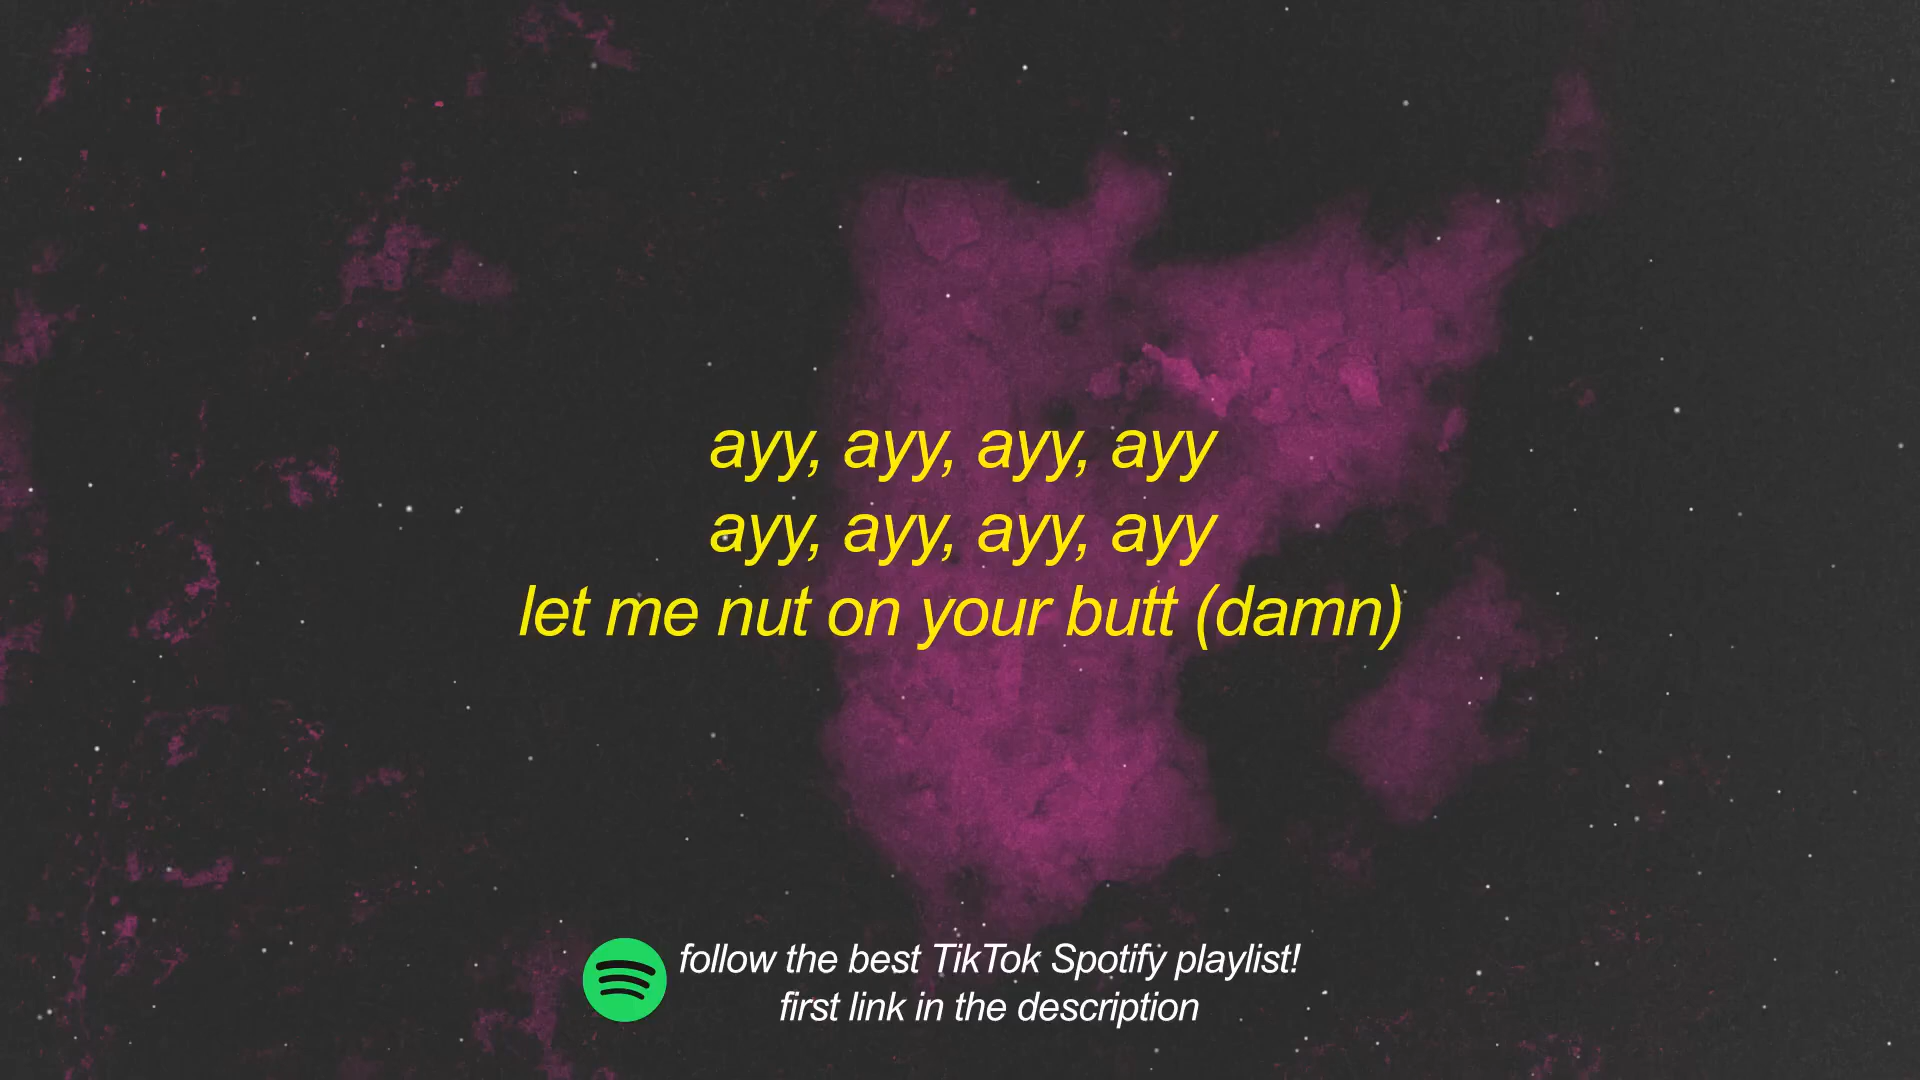 ayy, ayy, ayy, ayy
ayy, ayy, ayy, ayy
let me nut on your butt (damn)
follow the best TikTok Spotify playlist!
first link in the description